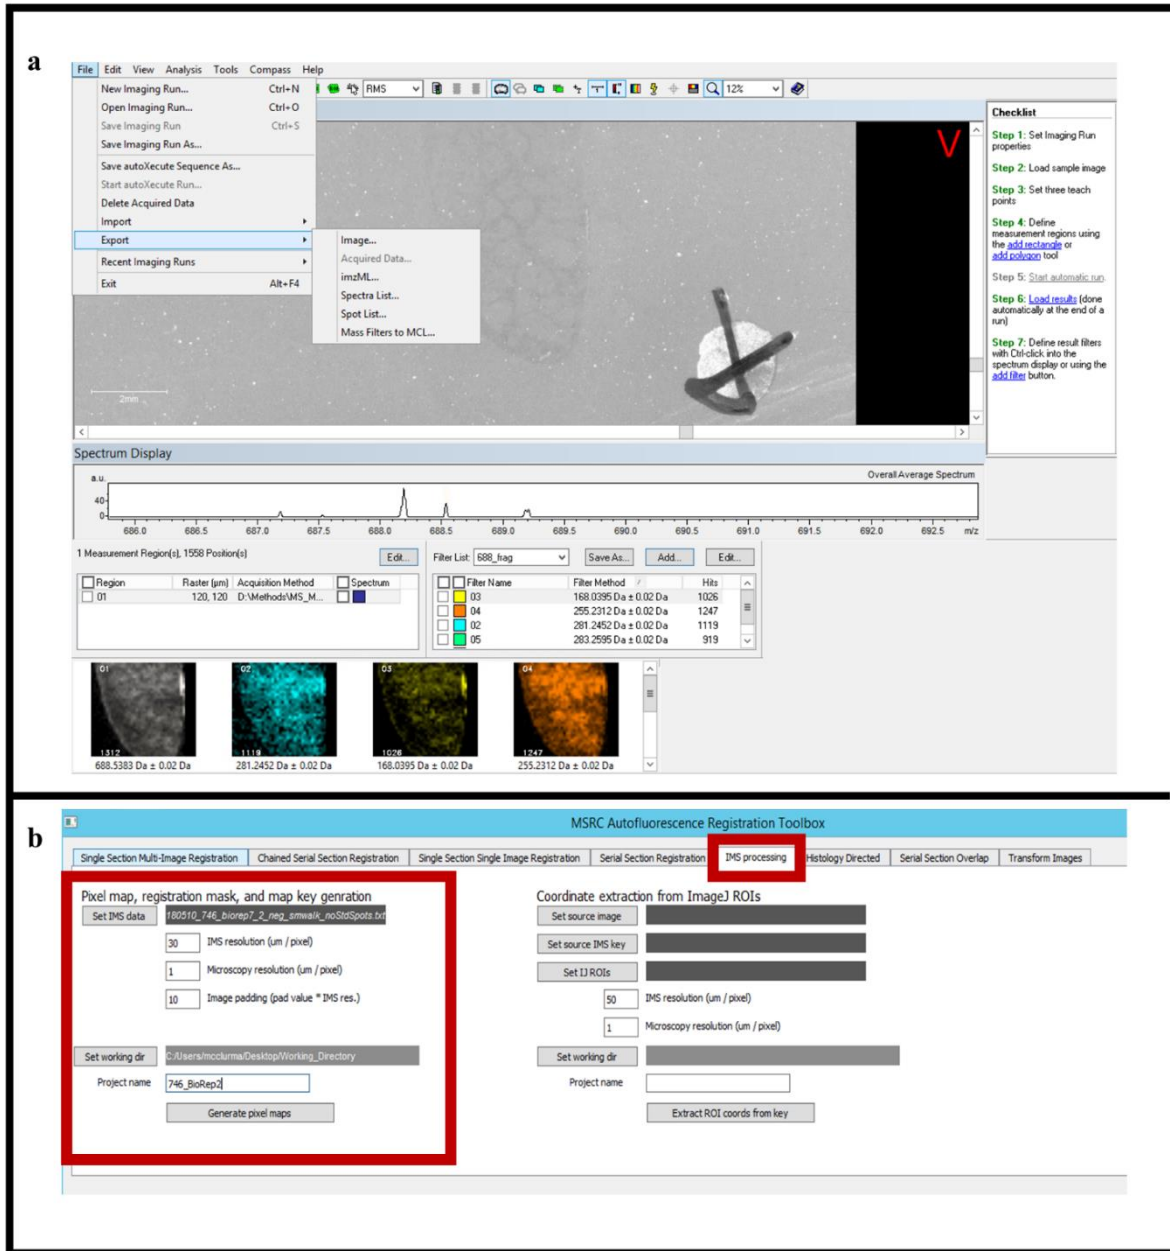 a
File Edit View Analysis Tools Compass Help
New Imaging Run... Ctrl+N
Open Imaging Run... Ctrl+O
Save Imaging Run Ctrl+S
Save Imaging Run As...
Save autoXecute Sequence As...
Start autoXecute Run...
Delete Acquired Data
Import
Export
Recent Imaging Runs
Exit Alt+F4
Image...
Acquired Data...
imzML...
Spectra List...
Spot List...
Mass Filters to MCL...
RMS
12%
V
2mm
Checklist
Step 1: Set Imaging Run
properties
Step 2: Load sample image
Step 3: Set three teach
points
Step 4: Define
measurement regions using
the add rectangle or
add polygon tool
Step 5: Start automatic run.
Step 6: Load results (done
automatically at the end of a
run)
Step 7: Define result filters
with Ctrl-click into the
spectrum display or using the
add filter button.
Spectrum Display
a.u.
Overall Average Spectrum
40
0
686.0 686.5 687.0 687.5 688.0 688.5 689.0 689.5 690.0 690.5 691.0 691.5 692.0 692.5 m/z
1 Measurement Region(s), 1558 Position(s) Edit...
Region Raster (µm) Acquisition Method Spectrum
01 120, 120 D:\Methods\MS_M...
Filter List: 688_frag Save As... Add... Edit...
Filter Name Filter Method Hits
03 168.0395 Da ± 0.02 Da 1026
04 255.2312 Da ± 0.02 Da 1247
02 281.2452 Da ± 0.02 Da 1119
05 283.2595 Da ± 0.02 Da 919
01 02 03 04
1312 1119 1026 1247
688.5383 Da ± 0.02 Da 281.2452 Da ± 0.02 Da 168.0395 Da ± 0.02 Da 255.2312 Da ± 0.02 Da
b
MSRC Autofluorescence Registration Toolbox
Single Section Multi-Image Registration Chained Serial Section Registration Single Section Single Image Registration Serial Section Registration IMS processing Histology Directed Serial Section Overlap Transform Images
Pixel map, registration mask, and map key genration
Set IMS data 180510_746_biorep7_2_neg_smwalk_noStdSpots.txt
30 IMS resolution (um / pixel)
1 Microscopy resolution (um / pixel)
10 Image padding (pad value * IMS res.)
Set working dir C:/Users/mcclurma/Desktop/Working_Directory
Project name 746_BioRep2
Generate pixel maps
Coordinate extraction from ImageJ ROIs
Set source image
Set source IMS key
Set IJ ROIs
50 IMS resolution (um / pixel)
1 Microscopy resolution (um / pixel)
Set working dir
Project name
Extract ROI coords from key